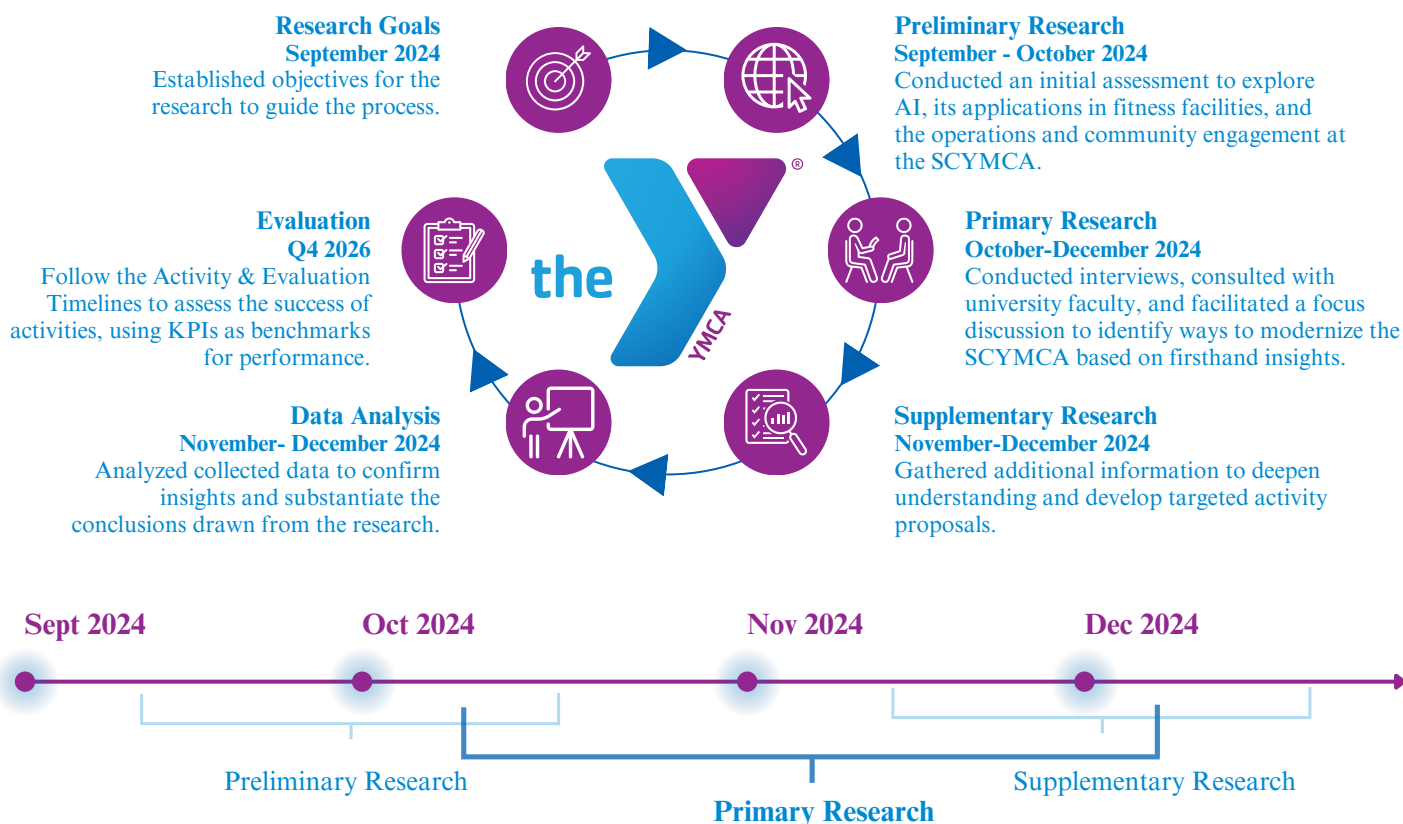 Research Goals
September 2024
Established objectives for the
research to guide the process.
Preliminary Research
September - October 2024
Conducted an initial assessment to explore
AI, its applications in fitness facilities, and
the operations and community engagement at
the SCYMCA.
Primary Research
October-December 2024
Conducted interviews, consulted with
university faculty, and facilitated a focus
discussion to identify ways to modernize the
SCYMCA based on firsthand insights.
Supplementary Research
November-December 2024
Gathered additional information to deepen
understanding and develop targeted activity
proposals.
Data Analysis
November- December 2024
Analyzed collected data to confirm
insights and substantiate the
conclusions drawn from the research.
Evaluation
Q4 2026
Follow the Activity & Evaluation
Timelines to assess the success of
activities, using KPIs as benchmarks
for performance.
the
YMCA
®
Sept 2024
Oct 2024
Nov 2024
Dec 2024
Preliminary Research
Primary Research
Supplementary Research